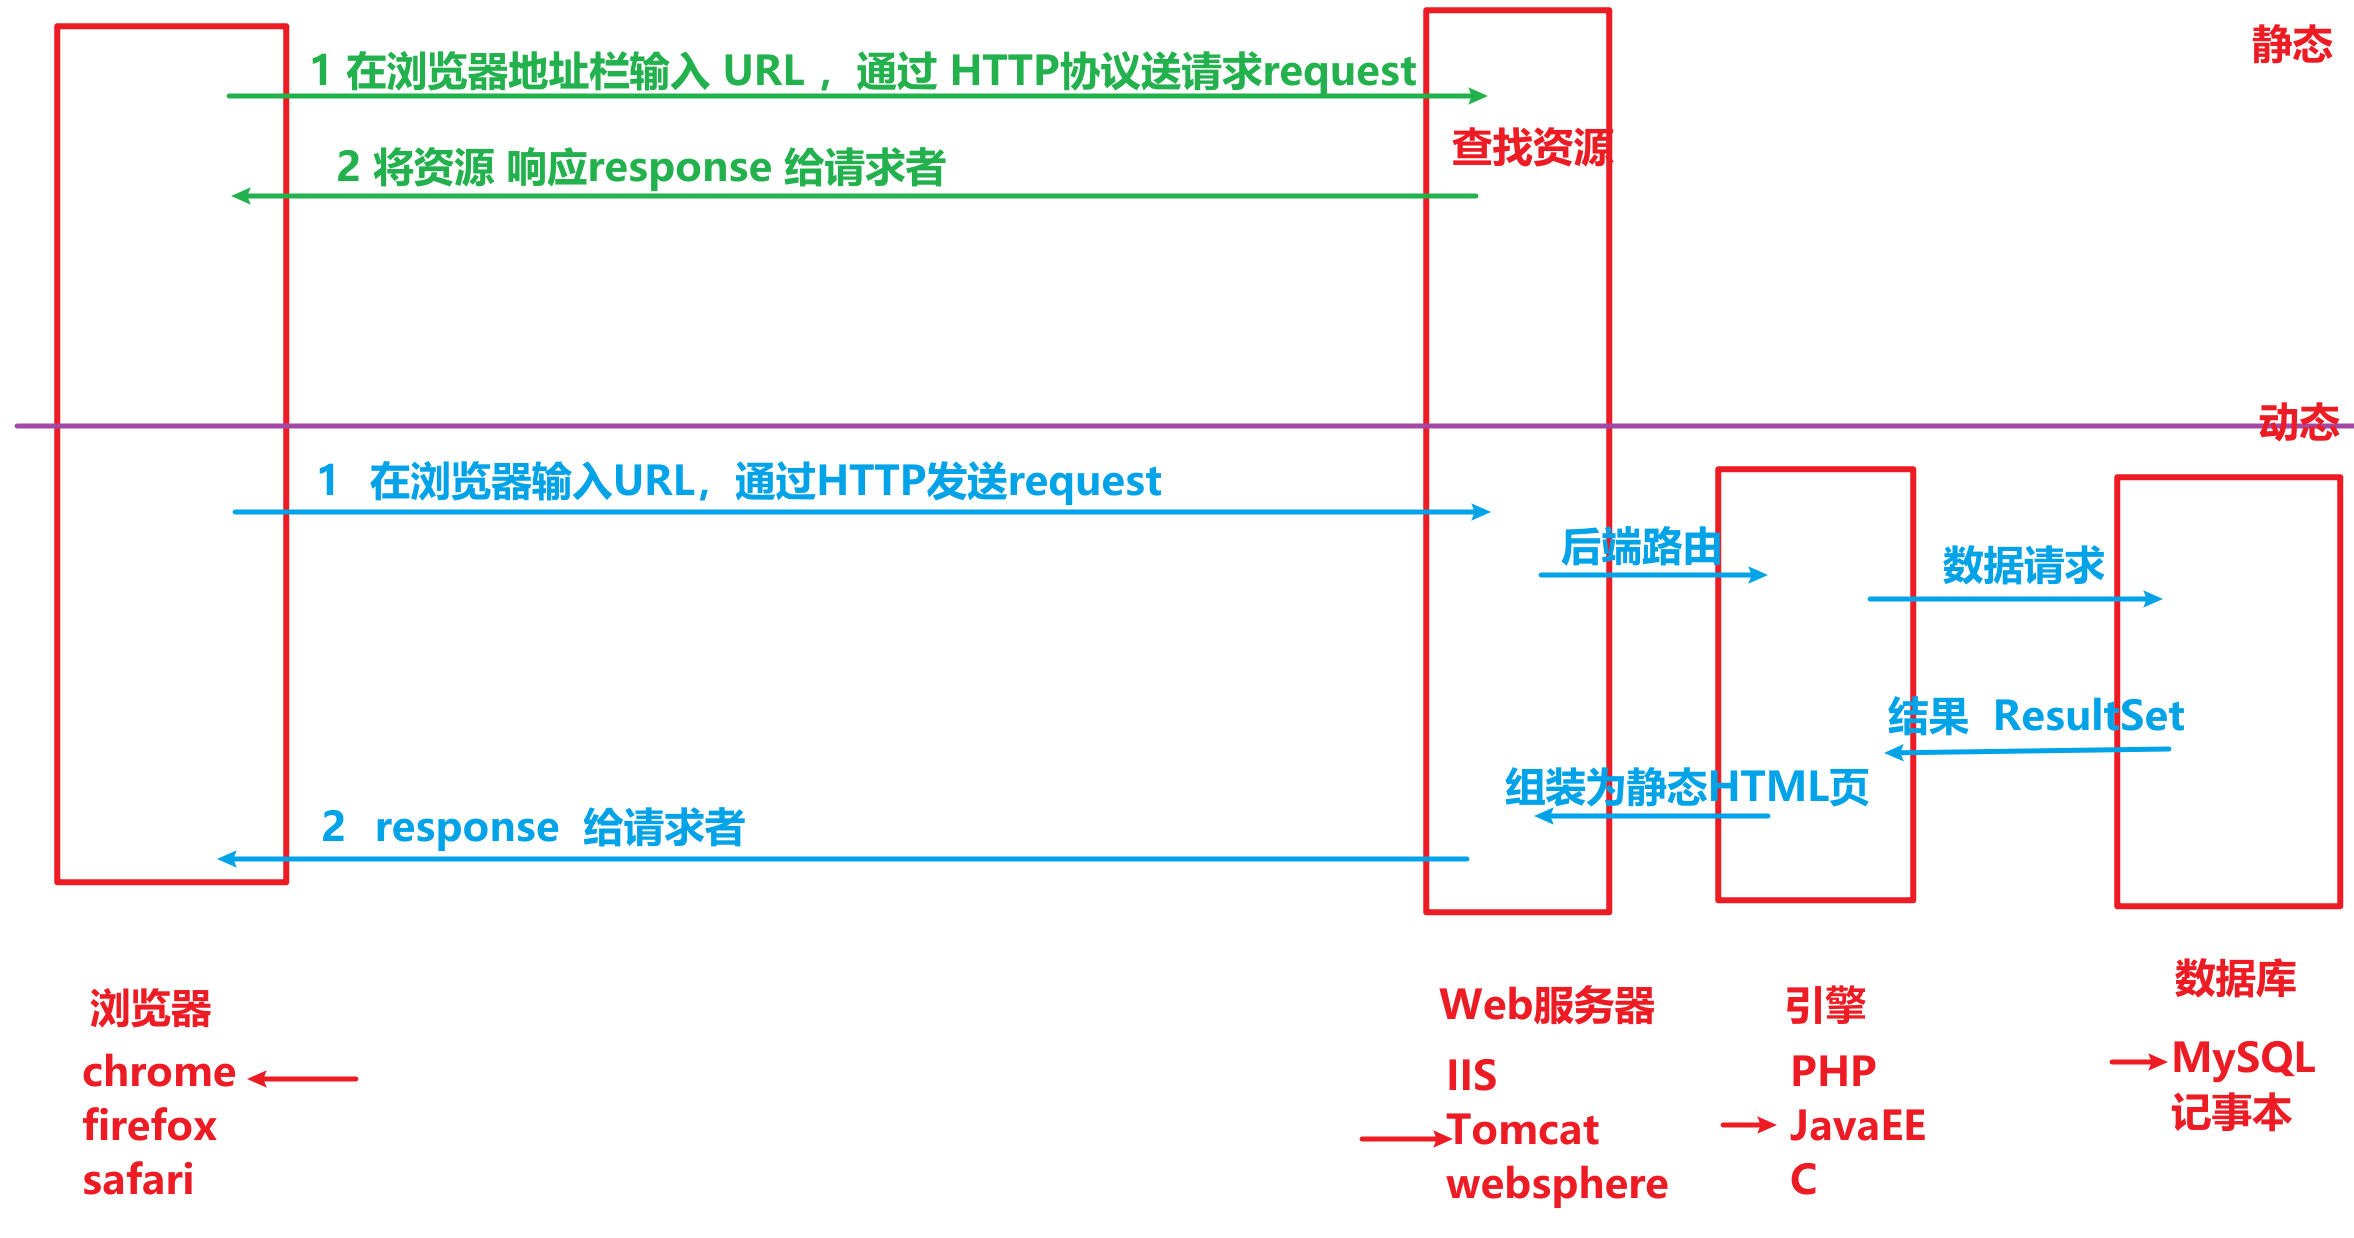 静态
1 在浏览器地址栏输入 URL ，通过 HTTP协议送请求request
查找资源
2 将资源 响应response 给请求者
动态
1 在浏览器输入URL，通过HTTP发送request
后端路由
数据请求
结果 ResultSet
组装为静态HTML页
2 response 给请求者
浏览器
chrome
firefox
safari
Web服务器
IIS
Tomcat
websphere
引擎
PHP
JavaEE
C
数据库
MySQL
记事本